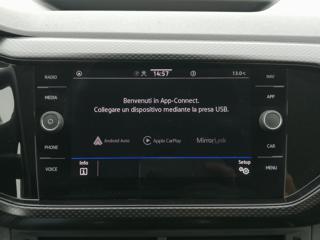 RADIO
14:57
13.0°C
NAV
MEDIA
Benvenuti in App-Connect.
Collegare un dispositivo mediante la presa USB.
APP
PHONE
Android Auto
Apple CarPlay
MirrorLink
CAR
VOICE
Info
Setup
MENU